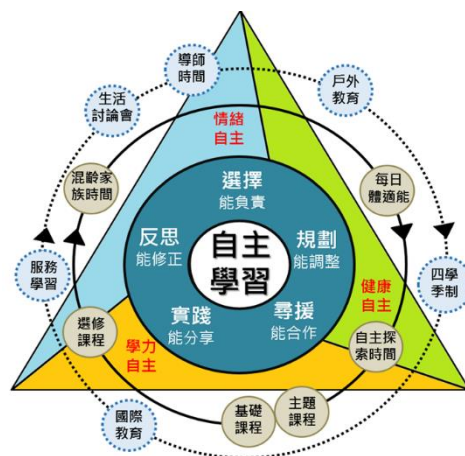 導師
時間
戶外
教育
生活
討論會
情緒
自主
混齡家
族時間
每日
體適能
選擇
能負責
反思
能修正
規劃
能調整
自主
學習
服務
學習
四學
季制
健康
自主
實踐
能分享
尋援
能合作
選修
課程
學力
自主
自主探
索時間
基礎
課程
主題
課程
國際
教育